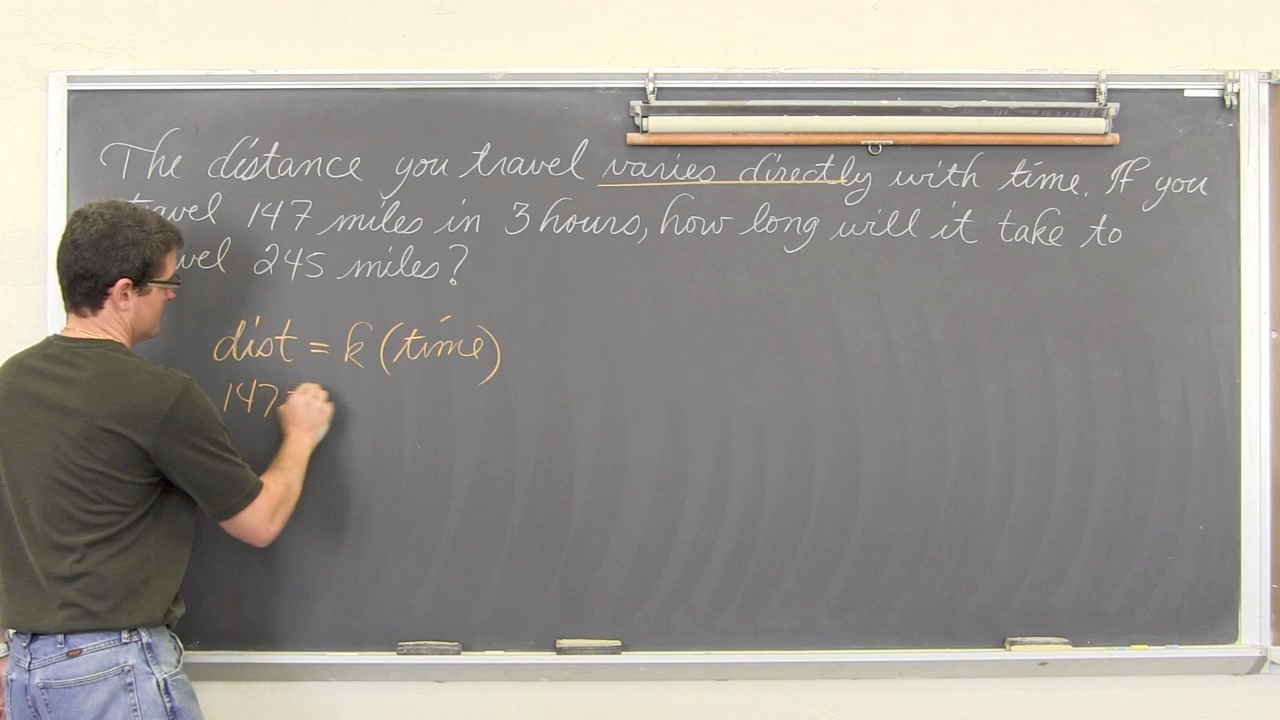 The distance you travel varies directly with time. If you
travel 147 miles in 3 hours, how long will it take to
travel 245 miles?
dist = k (time)
147 =